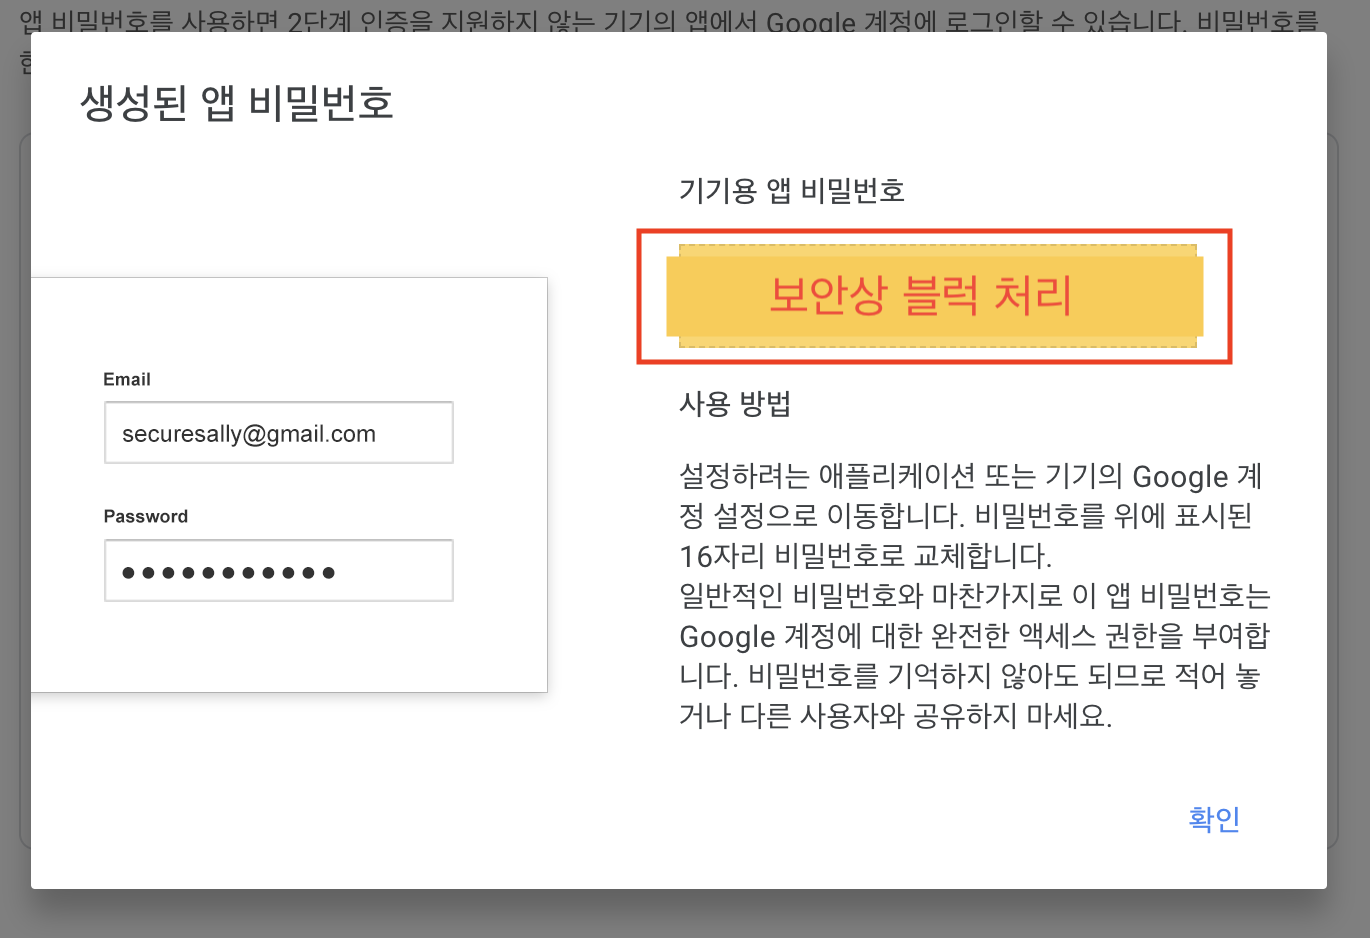 앱 비밀번호를 사용하면 2단계 인증을 지원하지 않는 기기의 앱에서 Google 계정에 로그인할 수 있습니다. 비밀번호를
생성된 앱 비밀번호
기기용 앱 비밀번호
보안상 블럭 처리
Email
securesally@gmail.com
Password
사용 방법
설정하려는 애플리케이션 또는 기기의 Google 계
정 설정으로 이동합니다. 비밀번호를 위에 표시된
16자리 비밀번호로 교체합니다.
일반적인 비밀번호와 마찬가지로 이 앱 비밀번호는
Google 계정에 대한 완전한 액세스 권한을 부여합
니다. 비밀번호를 기억하지 않아도 되므로 적어 놓
거나 다른 사용자와 공유하지 마세요.
확인